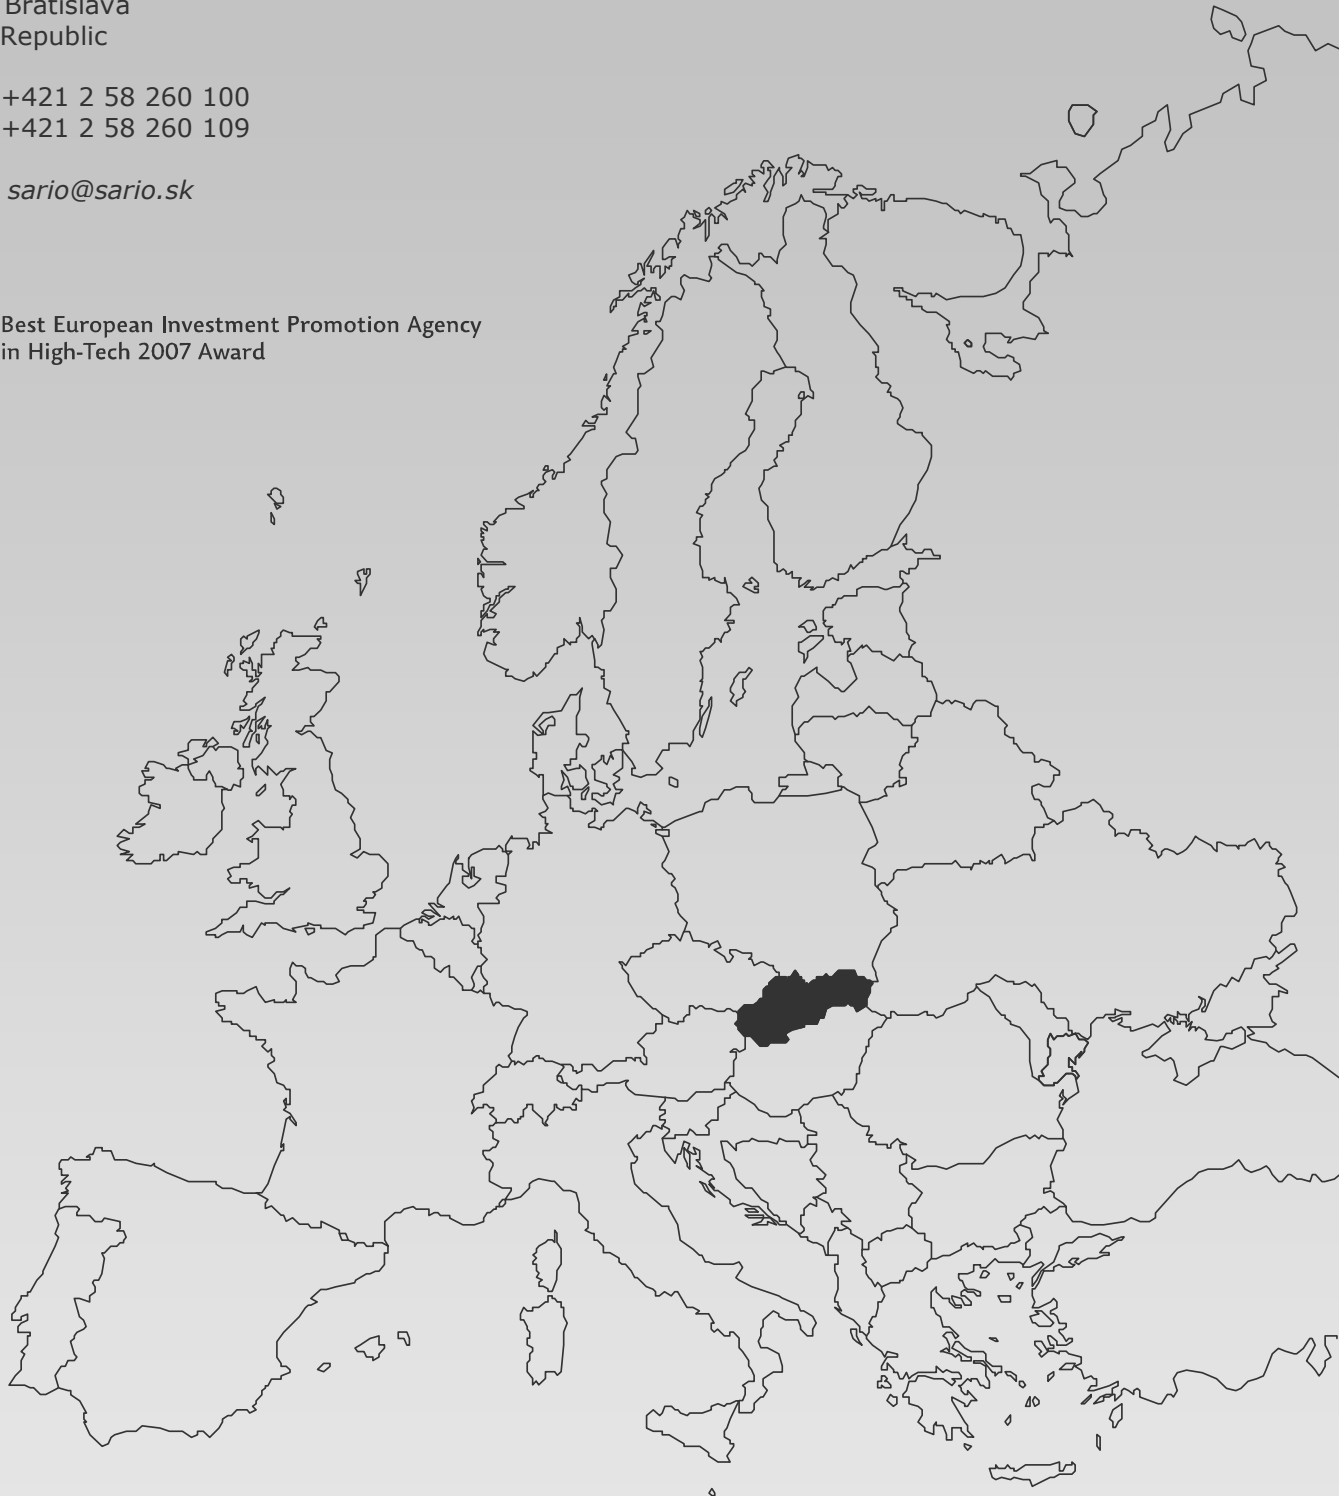 Bratislava
Republic
+421 2 58 260 100
+421 2 58 260 109
sario@sario.sk
Best European Investment Promotion Agency
in High-Tech 2007 Award